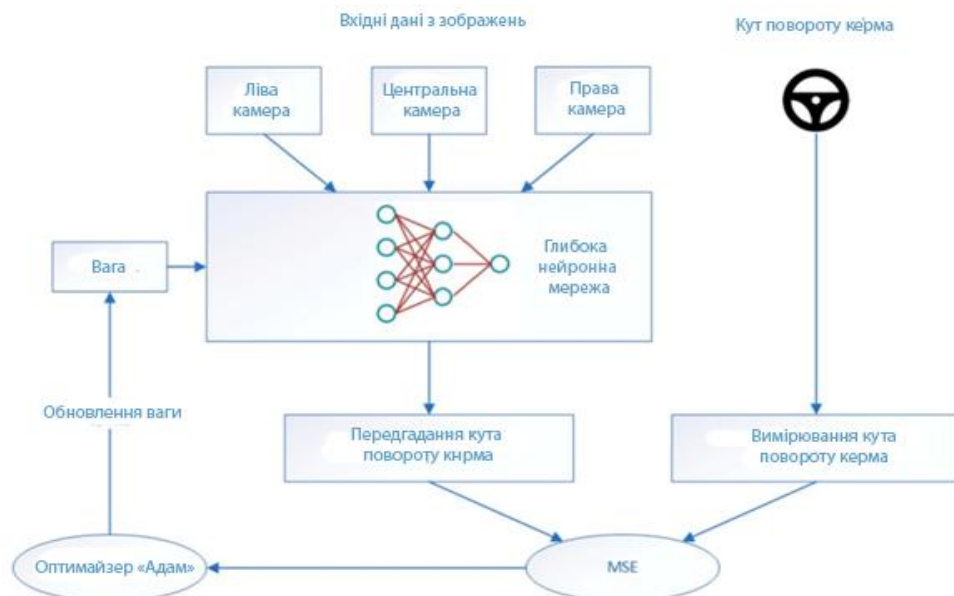 Вхідні дані з зображень
Кут повороту керма
Ліва
камера
Центральна
камера
Права
камера
Глибока
нейронна
мережа
Вага
Обновлення ваги
Передгадання кута
повороту кнрма
Вимірювання кута
повороту керма
Оптимайзер «Адам»
MSE